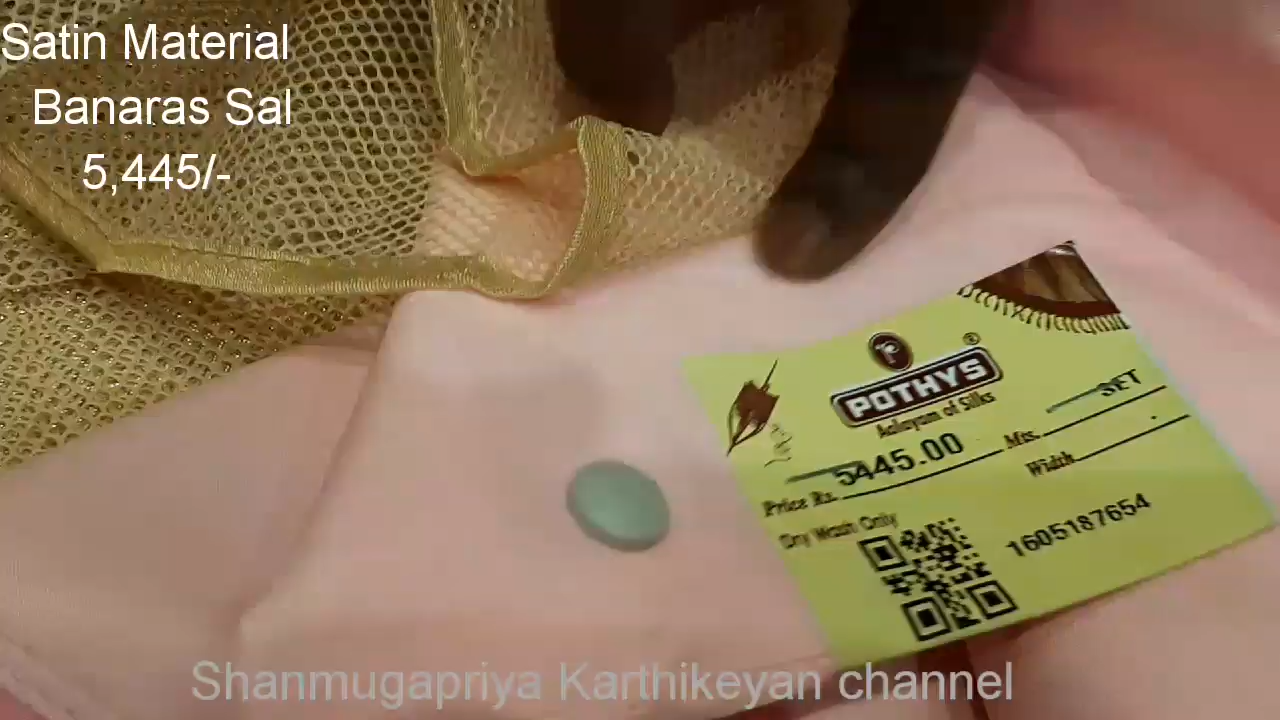 Satin Material
Banaras Sal
5,445/-
POTHYS®
Aalayam of Silks
SET
5445.00
Mts.
Price Rs.
Width
Dry Wash Only
1605187654
Shanmugapriya Karthikeyan channel